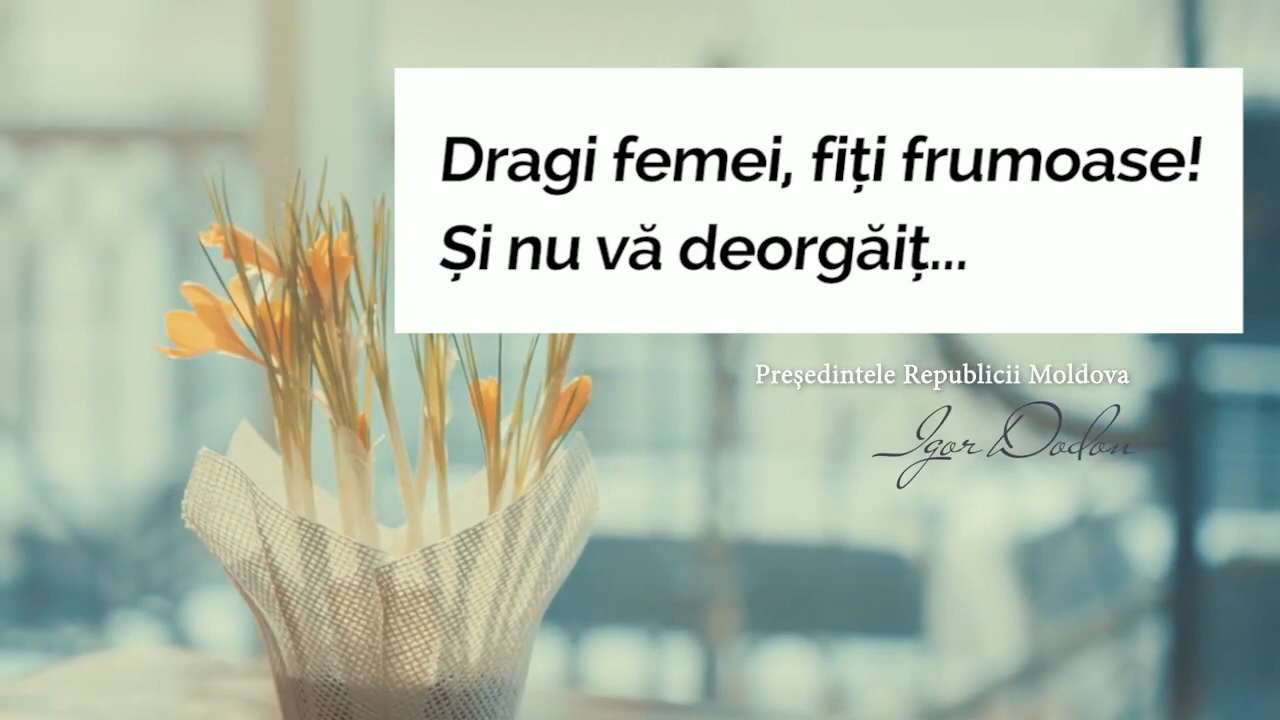 Dragi femei, fiți frumoase!
Și nu vă deorgăiț...
Președintele Republicii Moldova
Igor Dodon